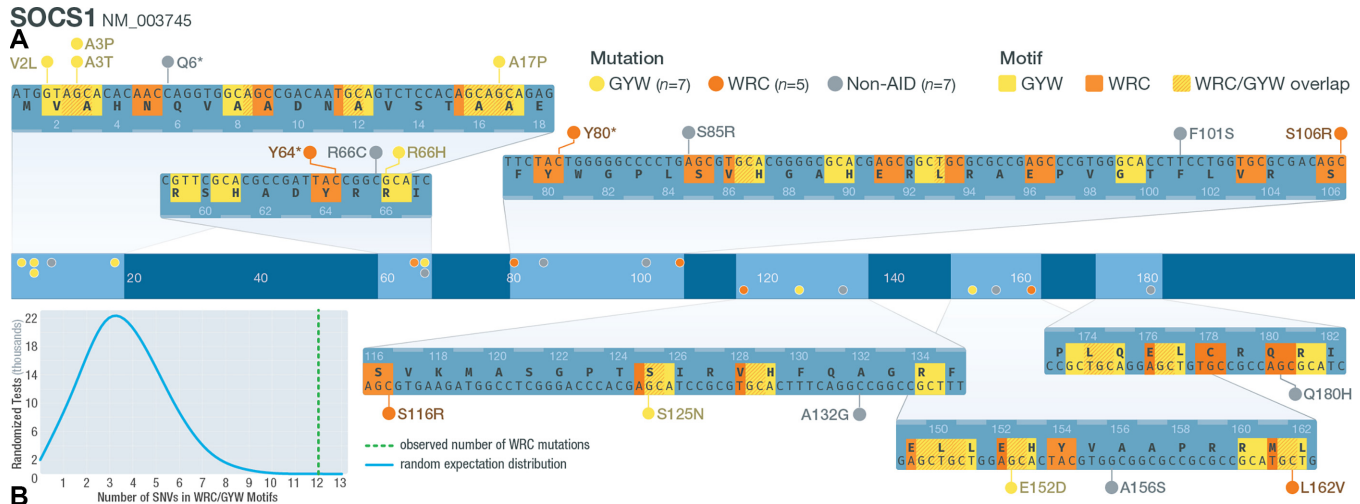 SOCS1 NM_003745
A
V2L
A3P
A3T
Q6*
A17P
ATGGTAGCACACAACCAGGTGGCAGCCGACAATGCAGTCTCCACAGCAGCAGAG
M V A H N Q V A A D N A V S T A A E
2 4 6 8 10 12 14 16 18
Mutation
GYW (n=7) WRC (n=5) Non-AID (n=7)
Motif
GYW WRC WRC/GYW overlap
Y64* R66C R66H
CGTTCGCACGCCGATTACCGGCGCATC
R S H A D Y R R I
60 62 64 66
Y80* S85R F101S S106R
TTCTACTGGGGGCCCCTGAGCGTGCACGGGGCGCACGAGCGGCTGCGCGCCGAGCCCGTGGGCACCTTCCTGGTGCGCGACAGC
F Y W G P L S V H G A H E R L R A E P V G T F L V R S
80 82 84 86 88 90 92 94 96 98 100 102 104 106
20 40 60 80 100 120 140 160 180
Randomized Tests (thousands)
22
18
14
10
6
2
0
1 2 3 4 5 6 7 8 9 10 11 12 13
Number of SNVs in WRC/GYW Motifs
B
116 118 120 122 124 126 128 130 132 134
S V K M A S G P T S I R V H F Q A G R F
AGCGTGAAGATGGCCTCGGGACCCACGAGCATCCGCGTGCACTTTCAGGCCGGCCGCTTT
S116R S125N A132G
observed number of WRC mutations
random expectation distribution
174 176 178 180 182
P L Q E L C R Q R I
CCGCTGCAGGAGCTGTGCCGCCAGCGCATC
Q180H
150 152 154 156 158 160 162
E L L E H Y V A A P R R M L
GAGCTGCTGGAGCACTACGTGGCGGCGCCGCGCCGCATGCTG
E152D A156S L162V